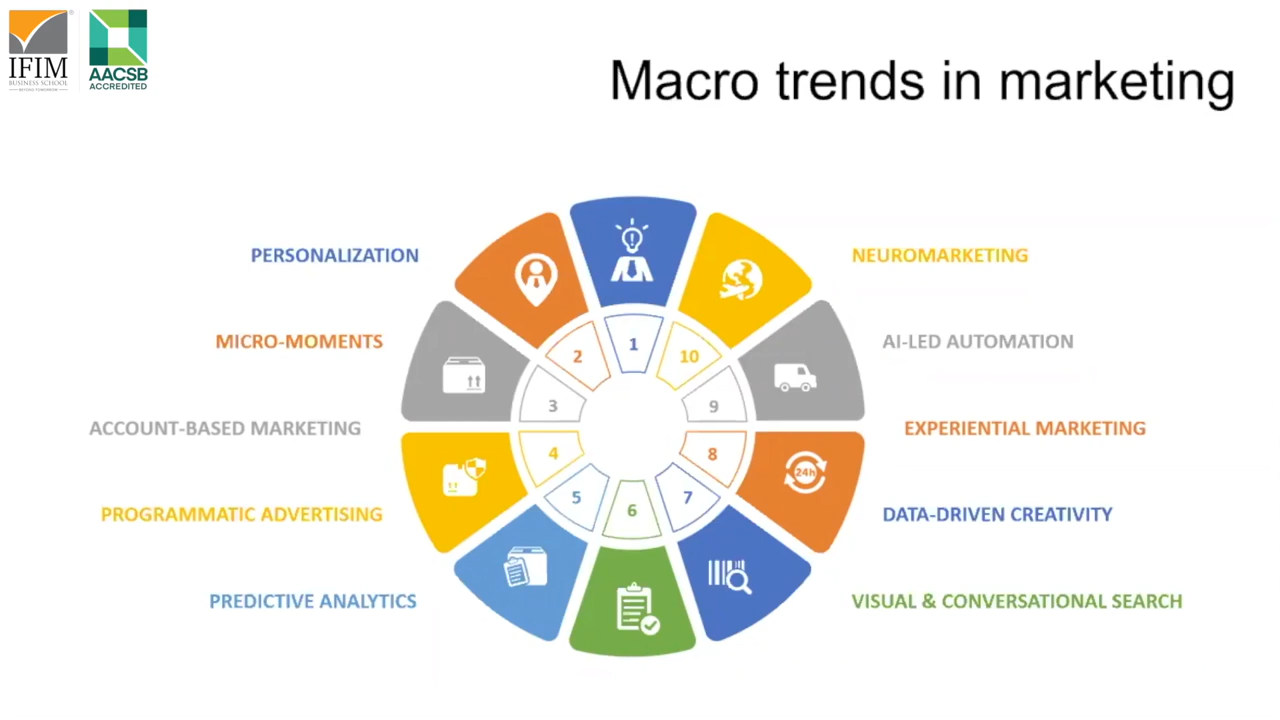 IFIM
BUSINESS SCHOOL
BEYOND TOMORROW
AACSB
ACCREDITED
Macro trends in marketing
PERSONALIZATION
MICRO-MOMENTS
ACCOUNT-BASED MARKETING
PROGRAMMATIC ADVERTISING
PREDICTIVE ANALYTICS
1
2
3
4
5
6
7
8
9
10
24h
NEUROMARKETING
AI-LED AUTOMATION
EXPERIENTIAL MARKETING
DATA-DRIVEN CREATIVITY
VISUAL & CONVERSATIONAL SEARCH